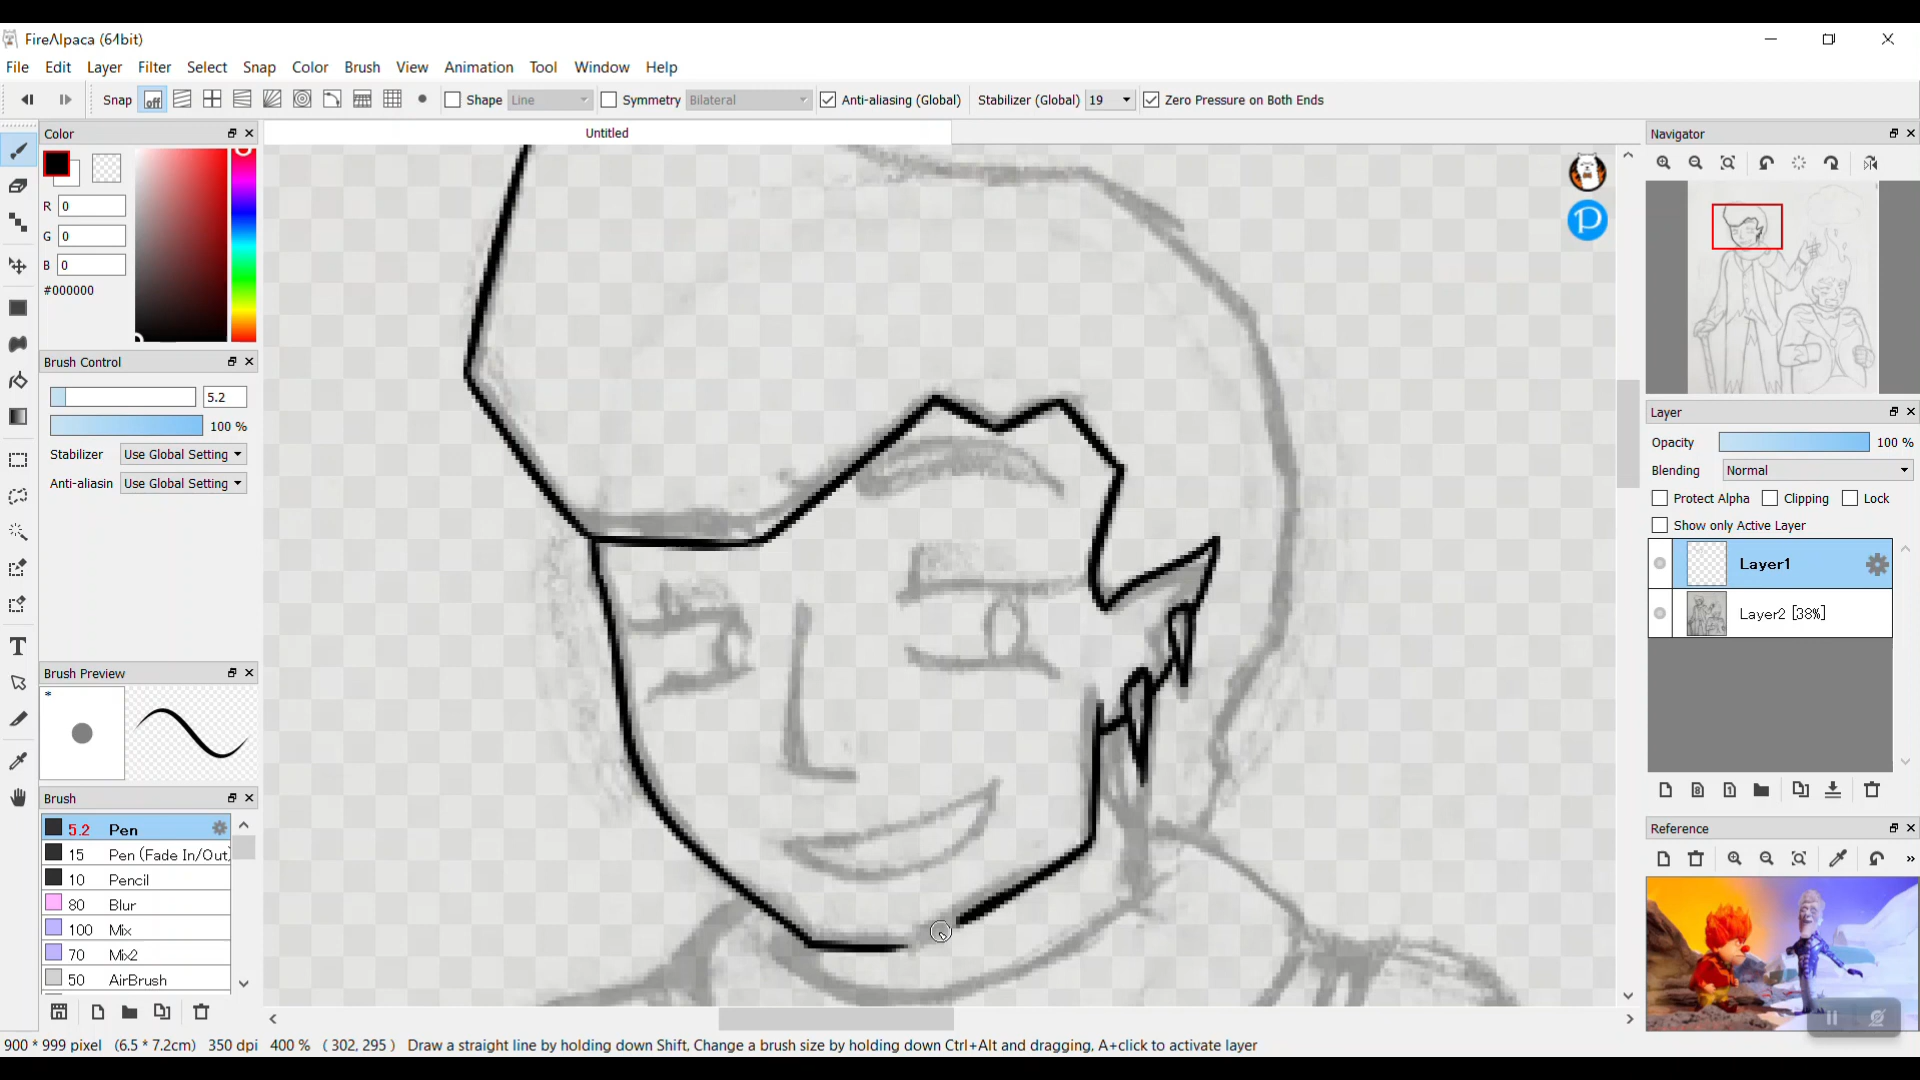 FireAlpaca (64bit)
File Edit Layer Filter Select Snap Color Brush View Animation Tool Window Help
Snap off Shape Line Symmetry Bilateral Anti-aliasing (Global) Stabilizer (Global) 19 Zero Pressure on Both Ends
Color
Untitled
Navigator
R 0
G 0
B 0
#000000
Brush Control
5.2
100 %
Stabilizer Use Global Setting
Anti-aliasin Use Global Setting
Layer
Opacity 100 %
Blending Normal
Protect Alpha Clipping Lock
Show only Active Layer
Layer1
Layer2 [38%]
Brush Preview
*
Brush
5.2 Pen
15 Pen (Fade In/Out)
10 Pencil
80 Blur
100 Mix
70 Mix2
50 AirBrush
Reference
P
T
8
1
»
900 * 999 pixel (6.5 * 7.2cm) 350 dpi 400 % ( 302, 295 ) Draw a straight line by holding down Shift, Change a brush size by holding down Ctrl+Alt and dragging, A+click to activate layer